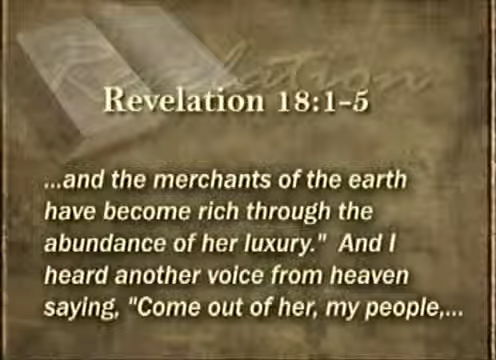 Revelation
Revelation 18:1-5
...and the merchants of the earth
have become rich through the
abundance of her luxury." And I
heard another voice from heaven
saying, "Come out of her, my people,...